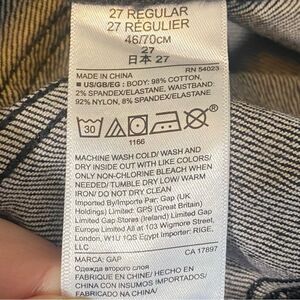 27 REGULAR
27 RÉGULIER
46/70CM
27
日本 27
RN 54023
MADE IN CHINA
■ US/GB/EG: BODY: 98% COTTON,
2% SPANDEX/ELASTANE, WAISTBAND:
92% NYLON, 8% SPANDEX/ELASTANE
30
1166
MACHINE WASH COLD/ WASH AND
DRY INSIDE OUT WITH LIKE COLORS/
ONLY NON-CHLORINE BLEACH WHEN
NEEDED/ TUMBLE DRY LOW/ WARM
IRON/ DO NOT DRY CLEAN
Imported By/Importe Par: Gap (UK
Holdings) Limited: GPS (Great Britain)
Limited Gap Stores (Ireland) Limited Gap
Europe Limited All at 103 Wigmore Street,
London, W1U 1QS Egypt Importer: RIGE,
LLC
CA 17897
MARCA: GAP
Одежда второго слоя
FABRIQUÉ EN CHINE/ HECHO EN
CHINA CON INSUMOS IMPORTADOS/
FABRICADO NA CHINA/